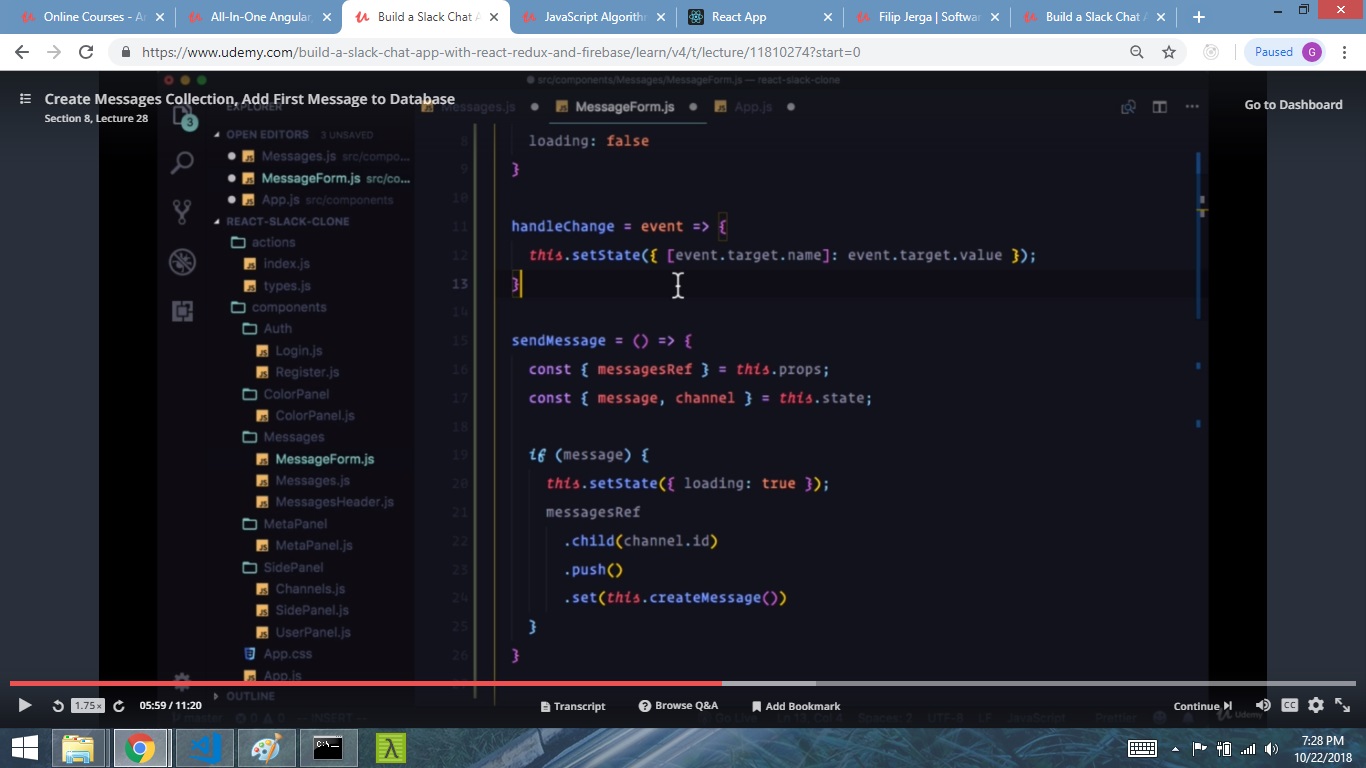 Online Courses - Ar
All-In-One Angular,
Build a Slack Chat A
JavaScript Algorithm
React App
Filip Jerga | Softwar
Build a Slack Chat A
https://www.udemy.com/build-a-slack-chat-app-with-react-redux-and-firebase/learn/v4/t/lecture/11810274?start=0
Paused G
src/components/Messages/MessageForm.js — react-slack-clone
Create Messages Collection, Add First Message to Database
Section 8, Lecture 28
Go to Dashboard
EXPLORER
Messages.js
MessageForm.js
App.js
3
OPEN EDITORS 3 UNSAVED
Messages.js src/compo...
MessageForm.js src/co...
App.js src/components
REACT-SLACK-CLONE
actions
index.js
types.js
components
Auth
Login.js
Register.js
ColorPanel
ColorPanel.js
Messages
MessageForm.js
Messages.js
MessagesHeader.js
MetaPanel
MetaPanel.js
SidePanel
Channels.js
SidePanel.js
UserPanel.js
App.css
App.js
OUTLINE
8 loading: false
9 }
10
11 handleChange = event => {
12 this.setState({ [event.target.name]: event.target.value });
13 }
14
15 sendMessage = () => {
16 const { messagesRef } = this.props;
17 const { message, channel } = this.state;
18
19 if (message) {
20 this.setState({ loading: true });
21 messagesRef
22 .child(channel.id)
23 .push()
24 .set(this.createMessage())
25 }
26 }
1.75x
05:59 / 11:20
Transcript
Browse Q&A
Add Bookmark
Continue
CC
master 0 0 -- INSERT --
Go Live Ln 13, Col 4 Spaces: 2 UTF-8 LF JavaScript Prettier
Udemy
7:28 PM
10/22/2018